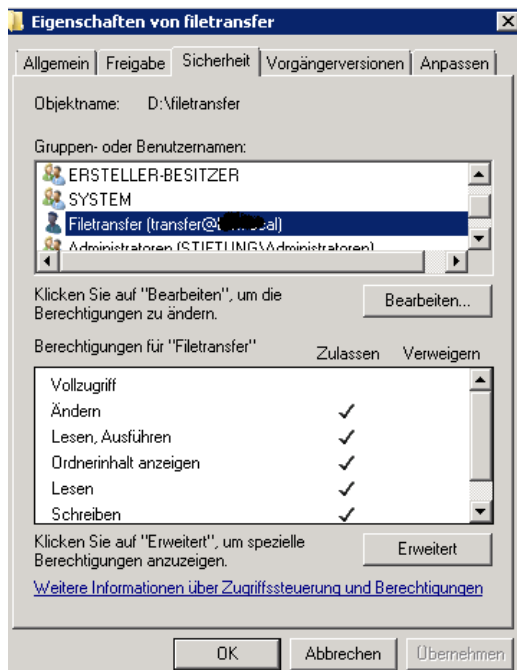 Eigenschaften von filetransfer
Allgemein Freigabe Sicherheit Vorgängerversionen Anpassen
Objektname: D:\filetransfer
Gruppen- oder Benutzernamen:
ERSTELLER-BESITZER
SYSTEM
Filetransfer (transfer@
Administratoren (STIFTUNG\Administratoren)
Klicken Sie auf "Bearbeiten", um die
Berechtigungen zu ändern.
Bearbeiten...
Berechtigungen für "Filetransfer" Zulassen Verweigern
Vollzugriff
Ändern
Lesen, Ausführen
Ordnerinhalt anzeigen
Lesen
Schreiben
Klicken Sie auf "Erweitert", um spezielle
Berechtigungen anzuzeigen.
Erweitert
Weitere Informationen über Zugriffssteuerung und Berechtigungen
OK Abbrechen Übernehmen